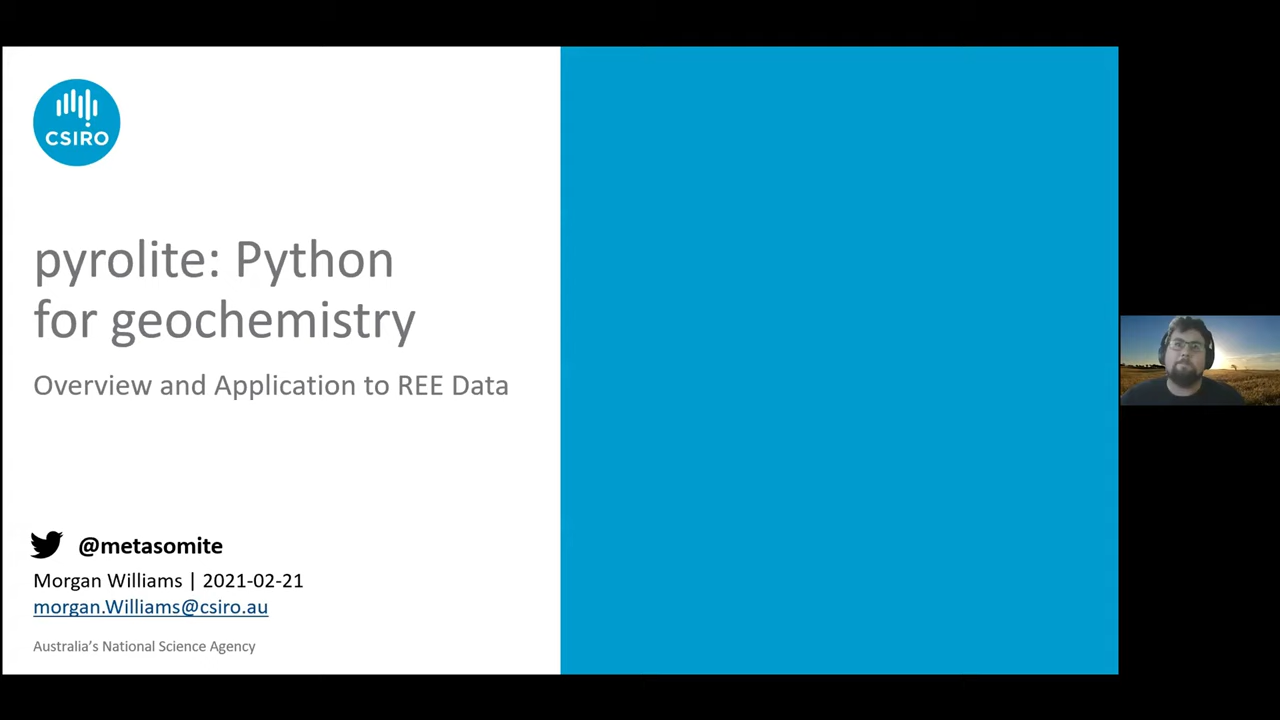 CSIRO
pyrolite: Python
for geochemistry
Overview and Application to REE Data
@metasomite
Morgan Williams | 2021-02-21
morgan.Williams@csiro.au
Australia's National Science Agency